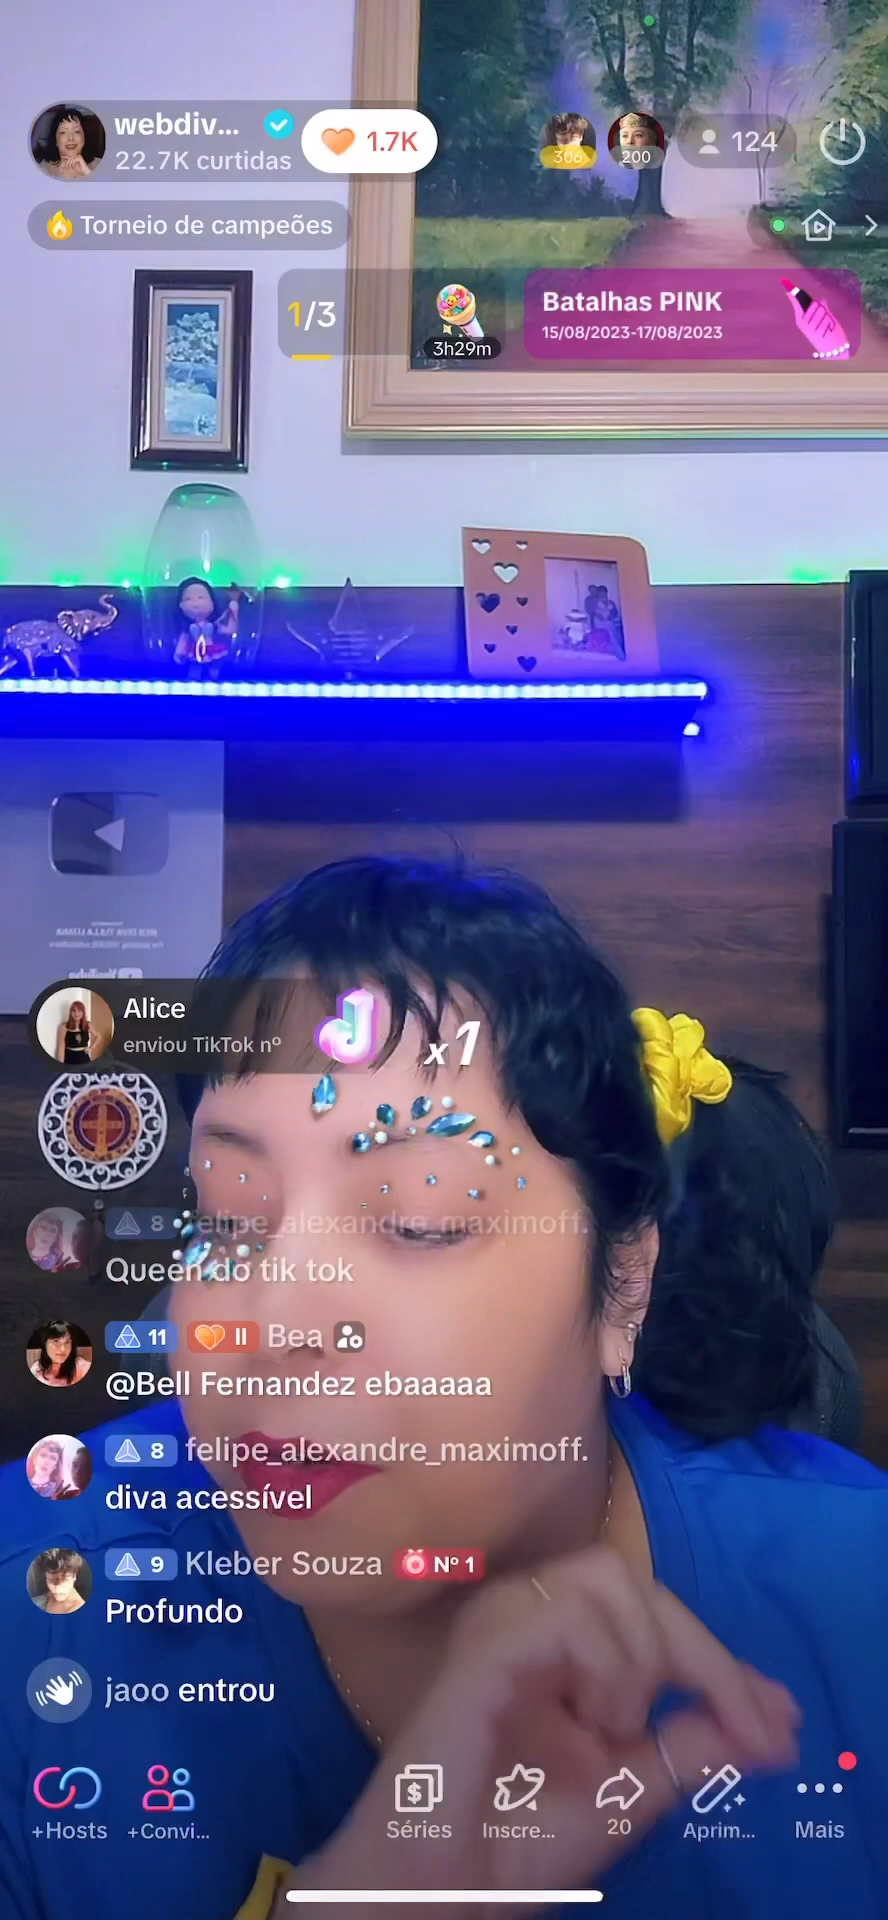 webdiv...
22.7K curtidas
1.7K
306
200
124
Torneio de campeões
1/3
3h29m
Batalhas PINK
15/08/2023-17/08/2023
Alice
enviou TikTok nº
x1
8 felipe_alexandre_maximoff.
Queen do tik tok
11 II Bea
@Bell Fernandez ebaaaaa
8 felipe_alexandre_maximoff.
diva acessível
9 Kleber Souza Nº 1
Profundo
jaoo entrou
+Hosts
+Convi...
Séries
Inscre...
20
Aprim...
Mais